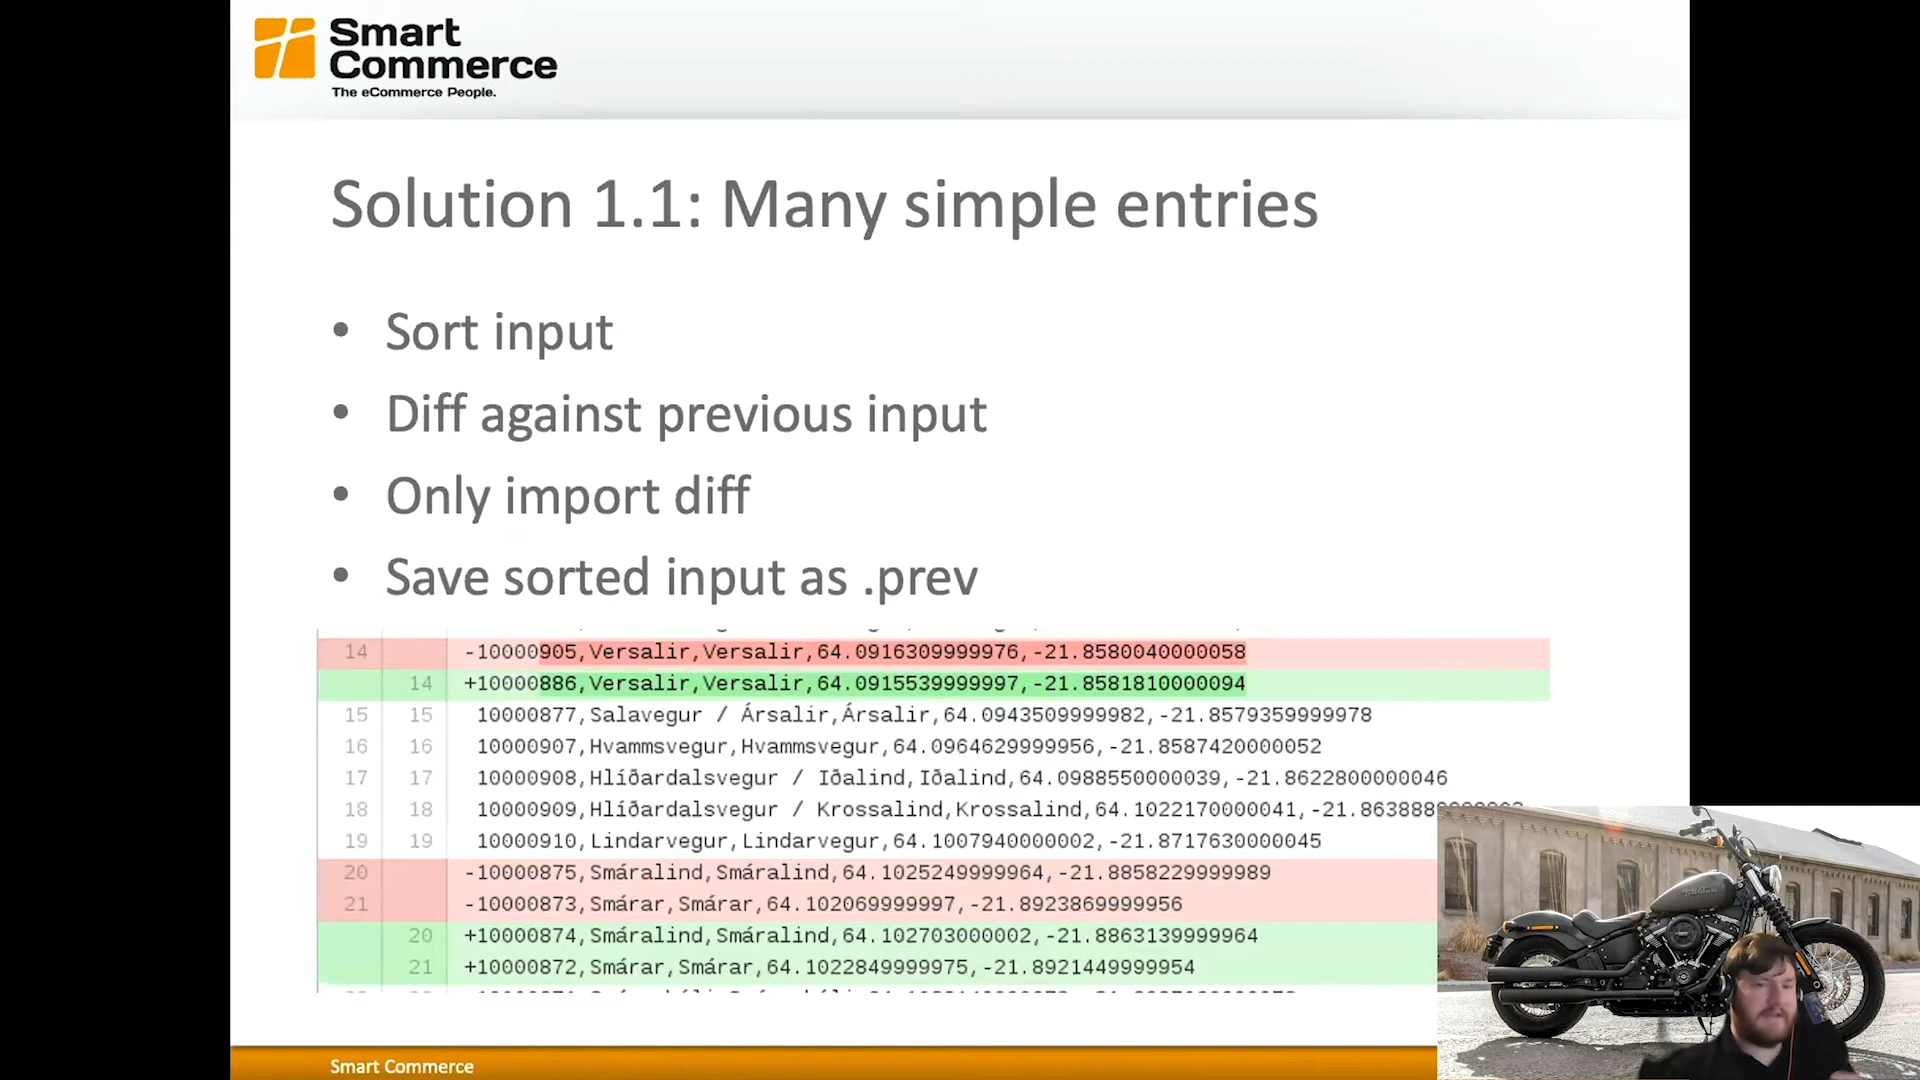 Smart
Commerce
The eCommerce People.
Solution 1.1: Many simple entries
• Sort input
• Diff against previous input
• Only import diff
• Save sorted input as .prev
14 -10000905,Versalir,Versalir,64.0916309999976,-21.8580040000058
14 +10000886,Versalir,Versalir,64.0915539999997,-21.8581810000094
15 15 10000877,Salavegur / Ársalir,Ársalir,64.0943509999982,-21.8579359999978
16 16 10000907,Hvammsvegur,Hvammsvegur,64.0964629999956,-21.8587420000052
17 17 10000908,Hlíðardalsvegur / Iðalind,Iðalind,64.0988550000039,-21.8622800000046
18 18 10000909,Hlíðardalsvegur / Krossalind,Krossalind,64.1022170000041,
19 19 10000910,Lindarvegur,Lindarvegur,64.1007940000002,-21.8717630000045
20 -10000875,Smáralind,Smáralind,64.1025249999964,-21.8858229999989
21 -10000873,Smárar,Smárar,64.102069999997,-21.8923869999956
20 +10000874,Smáralind,Smáralind,64.102703000002,-21.8863139999964
21 +10000872,Smárar,Smárar,64.1022849999975,-21.8921449999954
Smart Commerce